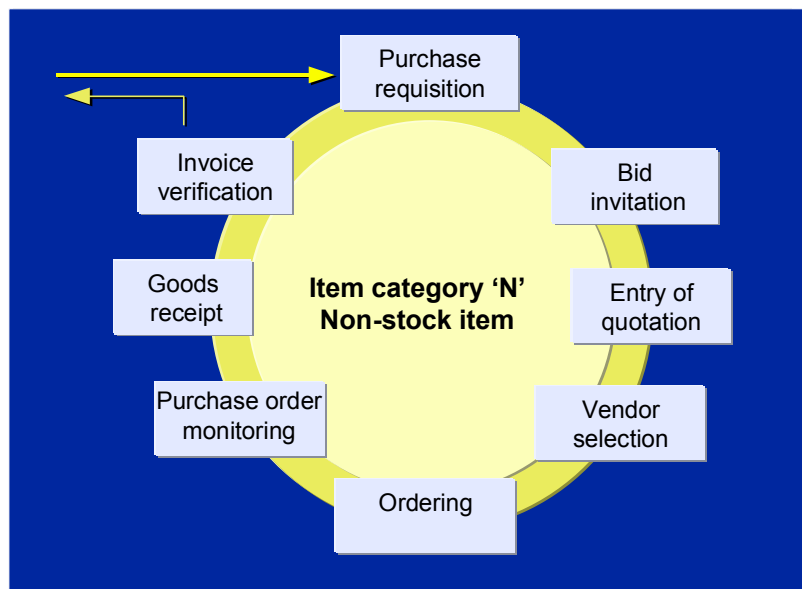 Purchase
requisition
Bid
invitation
Entry of
quotation
Vendor
selection
Ordering
Purchase order
monitoring
Goods
receipt
Invoice
verification
Item category ‘N’
Non-stock item